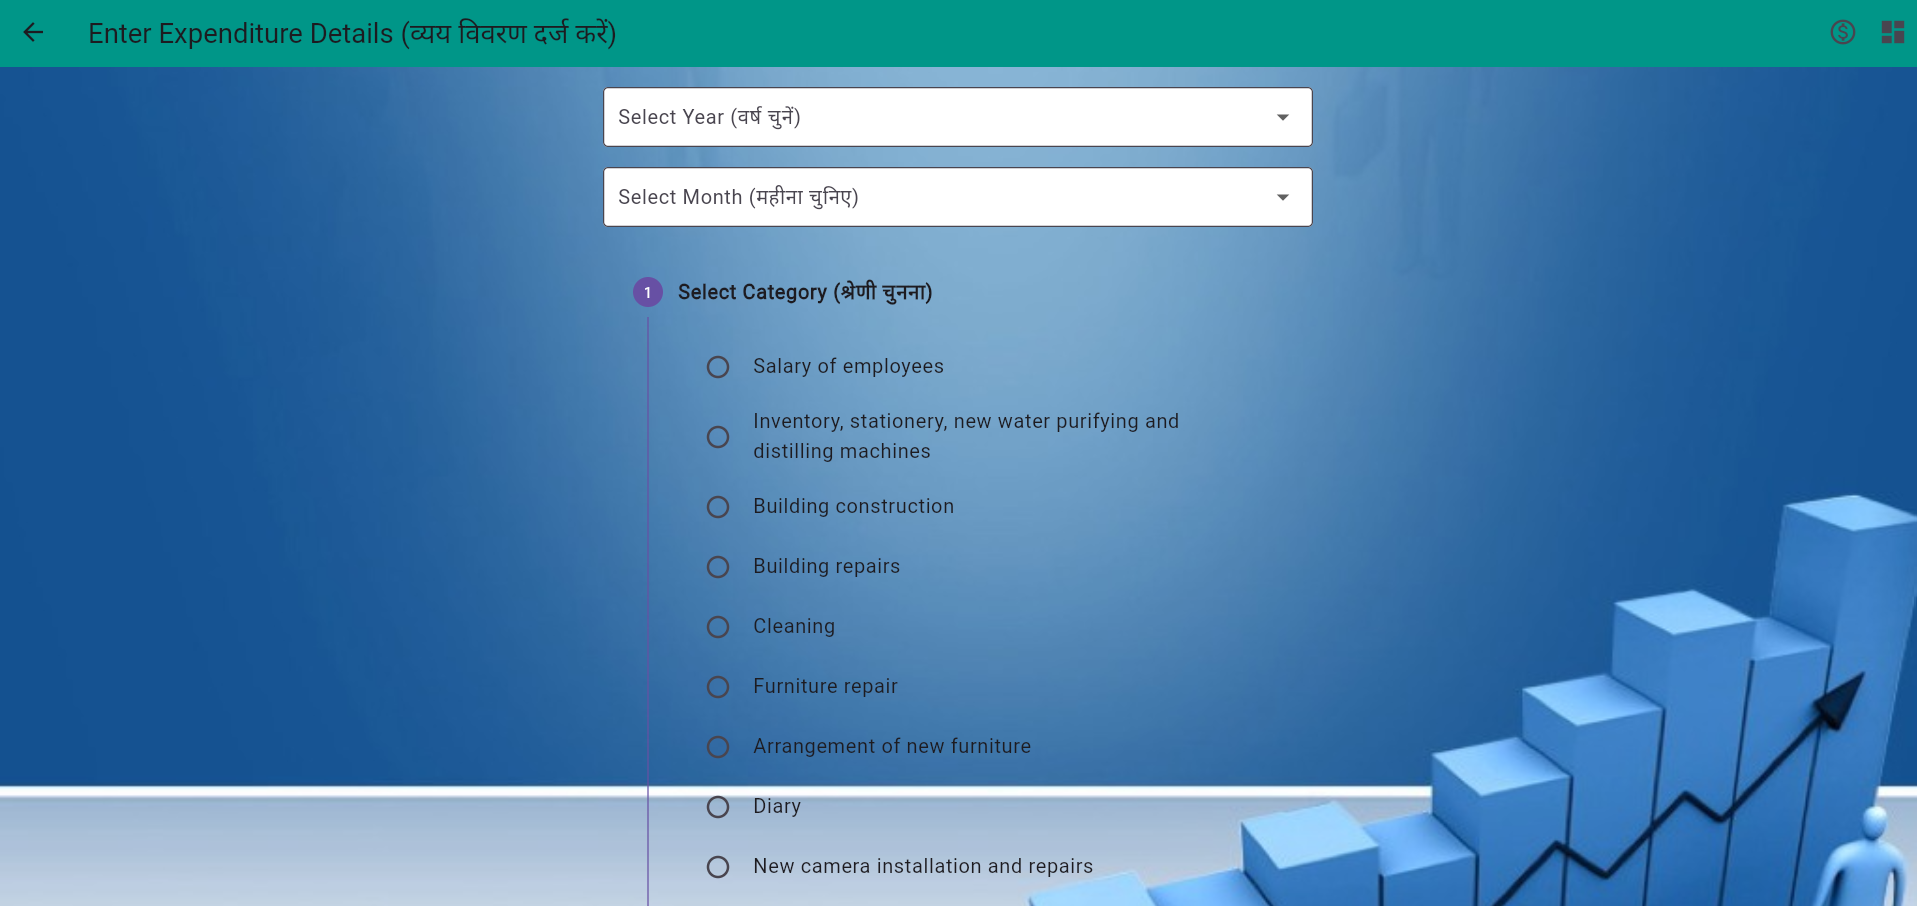 Enter Expenditure Details (व्यय विवरण दर्ज करें)
Select Year (वर्ष चुनें)
Select Month (महीना चुनिए)
1 Select Category (श्रेणी चुनना)
Salary of employees
Inventory, stationery, new water purifying and
distilling machines
Building construction
Building repairs
Cleaning
Furniture repair
Arrangement of new furniture
Diary
New camera installation and repairs